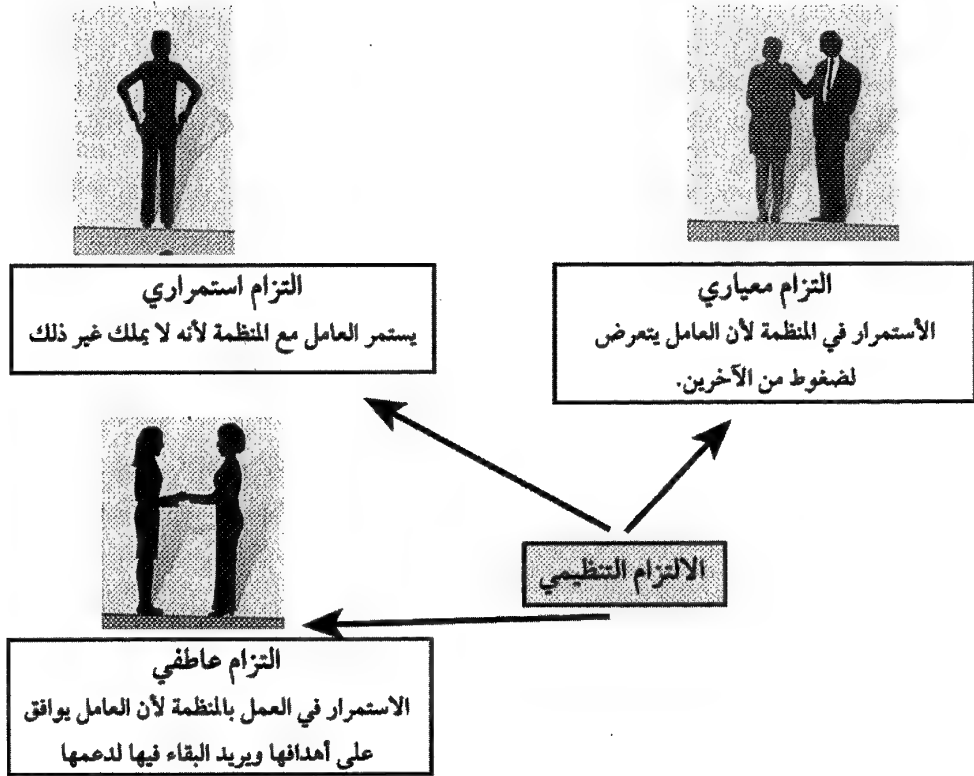 التزام معياري
الأستمرار في المنظمة لأن العامل يتعرض
لضغوط من الآخرين.
التزام استمراري
يستمر العامل مع المنظمة لأنه لا يملك غير ذلك
الالتزام التنظيمي
التزام عاطفي
الاستمرار في العمل بالمنظمة لأن العامل يوافق
على أهدافها ويريد البقاء فيها لدعمها